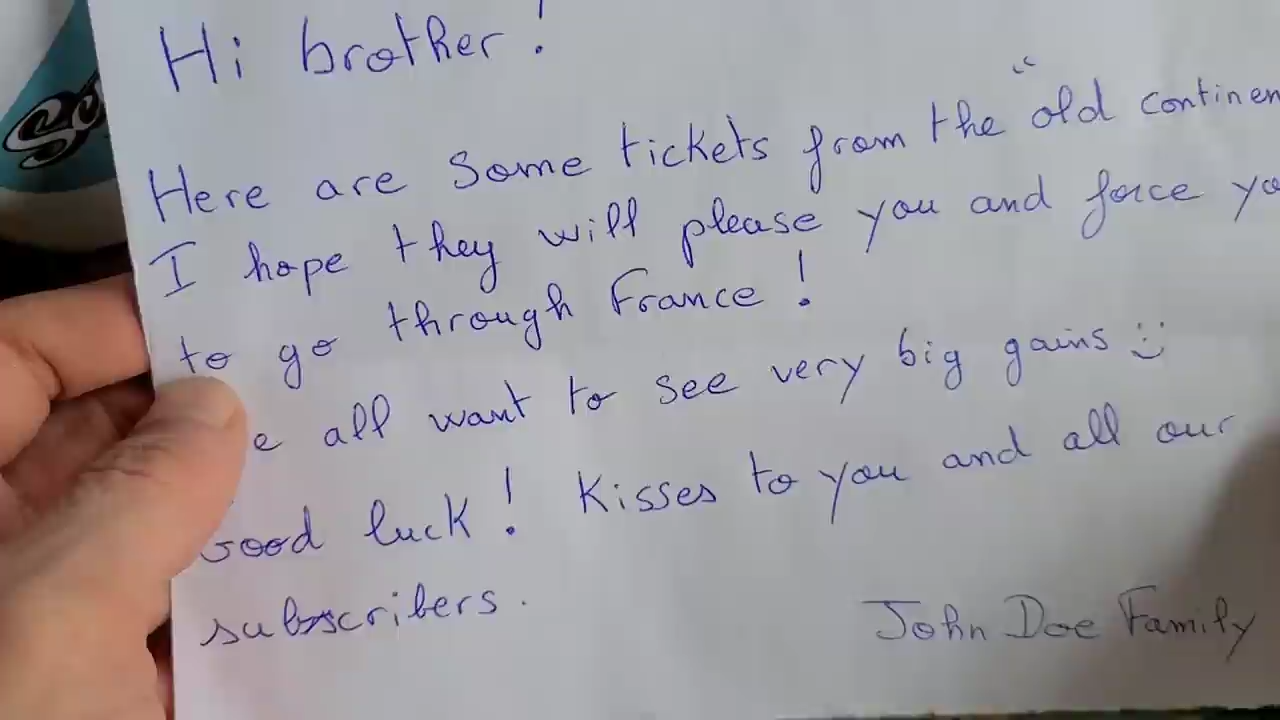 Hi brother !
Here are some tickets from the "old continen
I hope they will please you and force yo
to go through France !
e all want to see very big gains :)
Good luck ! Kisses to you and all our
subscribers.
John Doe Family